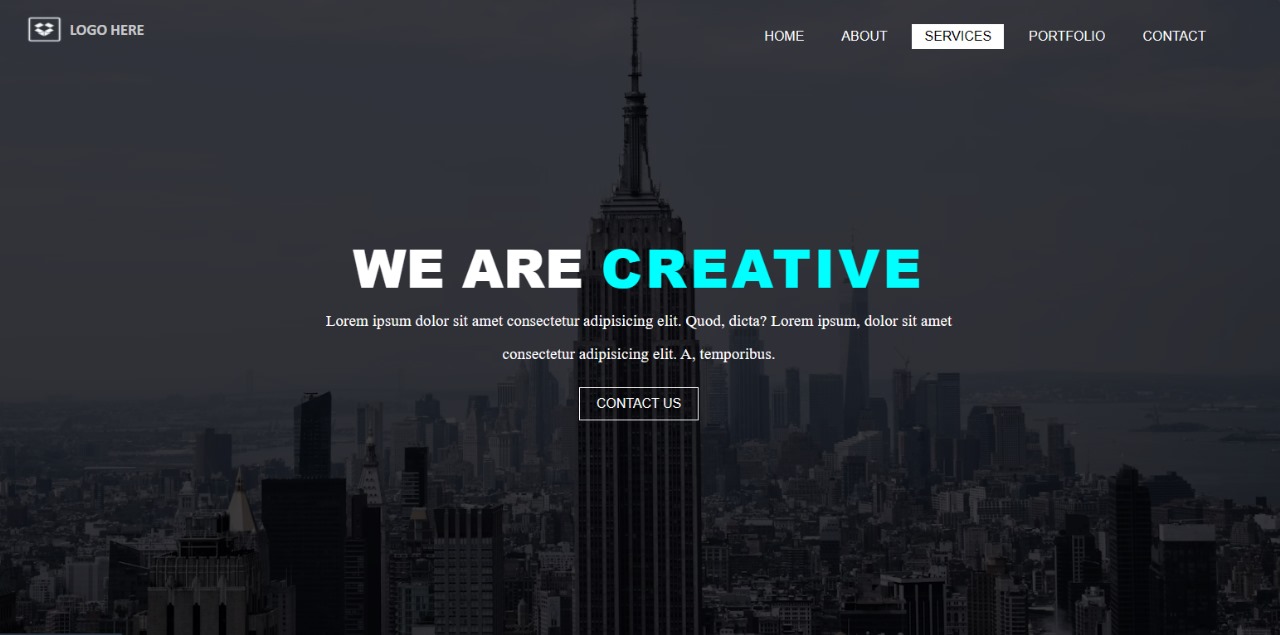 LOGO HERE
HOME ABOUT SERVICES PORTFOLIO CONTACT
WE ARE CREATIVE
Lorem ipsum dolor sit amet consectetur adipisicing elit. Quod, dicta? Lorem ipsum, dolor sit amet
consectetur adipisicing elit. A, temporibus.
CONTACT US